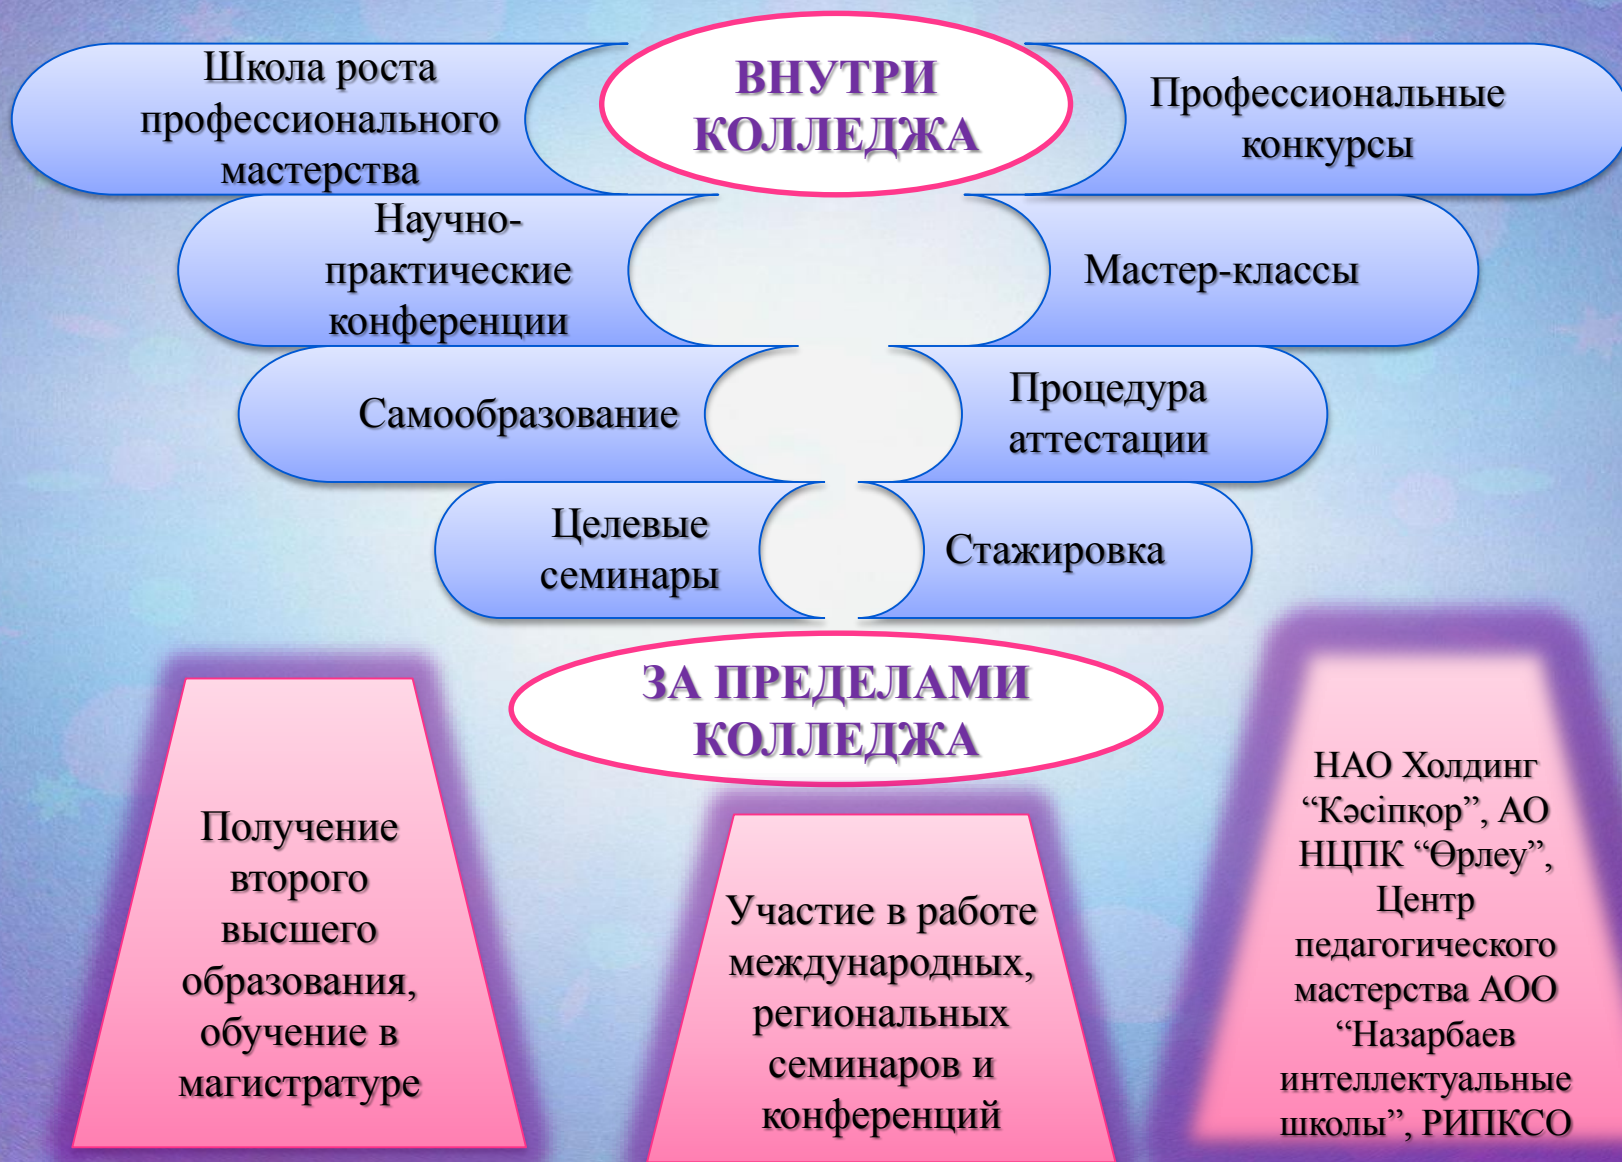 ВНУТРИ
КОЛЛЕДЖА
Школа роста
профессионального
мастерства
Профессиональные
конкурсы
Научно-
практические
конференции
Мастер-классы
Самообразование
Процедура
аттестации
Целевые
семинары
Стажировка
ЗА ПРЕДЕЛАМИ
КОЛЛЕДЖА
Получение
второго
высшего
образования,
обучение в
магистратуре
Участие в работе
международных,
региональных
семинаров и
конференций
НАО Холдинг
“Кәсіпқор”, АО
НЦПК “Өрлеу”,
Центр
педагогического
мастерства АОО
“Назарбаев
интеллектуальные
школы”, РИПКСО